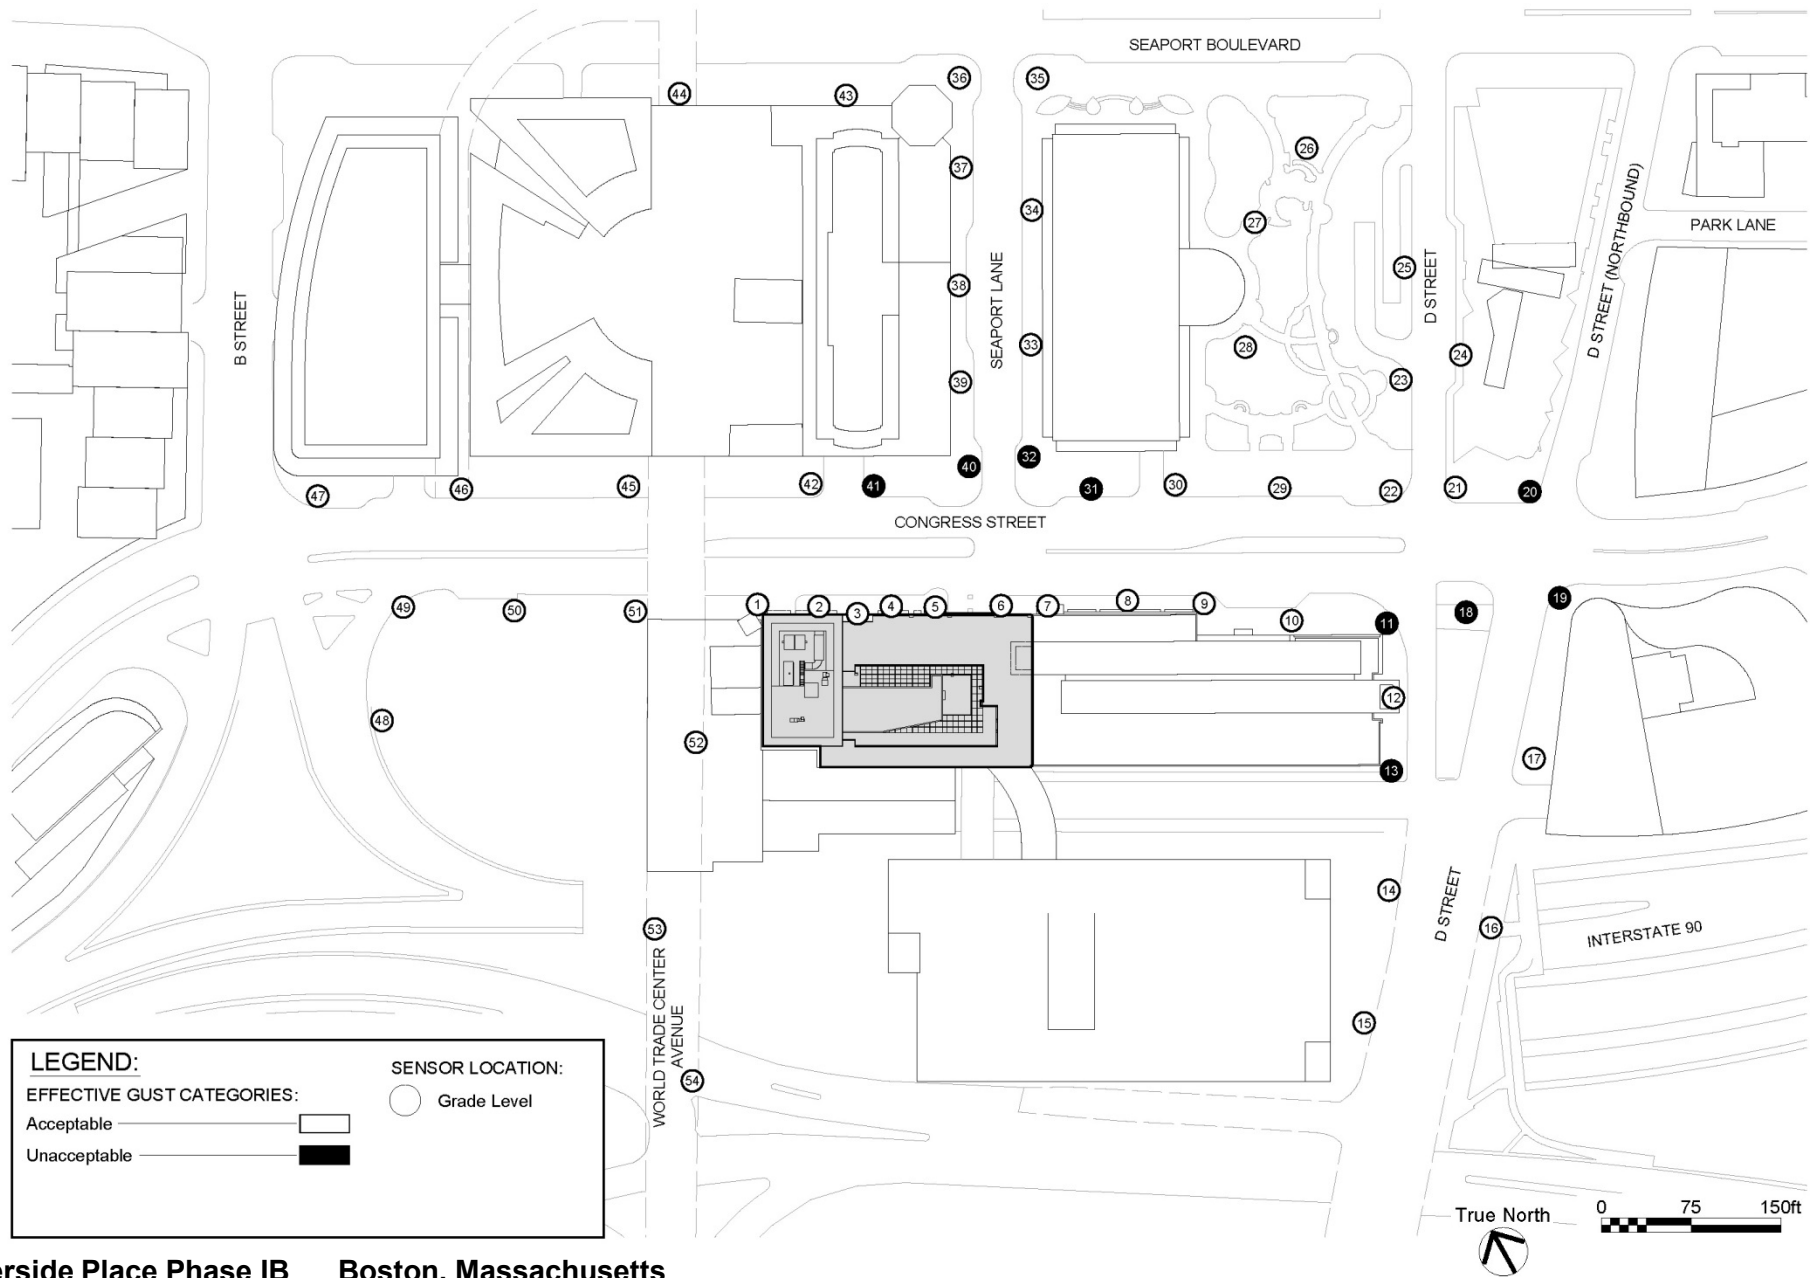 SEAPORT BOULEVARD
36
35
44
43
26
37
34
27
PARK LANE
25
38
B STREET
SEAPORT LANE
D STREET
D STREET (NORTHBOUND)
33
28
24
39
23
32
40
47
46
45
42
41
31
30
29
22
21
20
CONGRESS STREET
49
50
51
1
2
3
4
5
6
7
8
9
10
11
18
19
12
48
52
17
13
14
D STREET
53
16
INTERSTATE 90
WORLD TRADE CENTER
AVENUE
15
54
LEGEND:
EFFECTIVE GUST CATEGORIES:
Acceptable
Unacceptable
SENSOR LOCATION:
Grade Level
True North
0 75 150ft
Place Phase IB Boston, Massachusetts